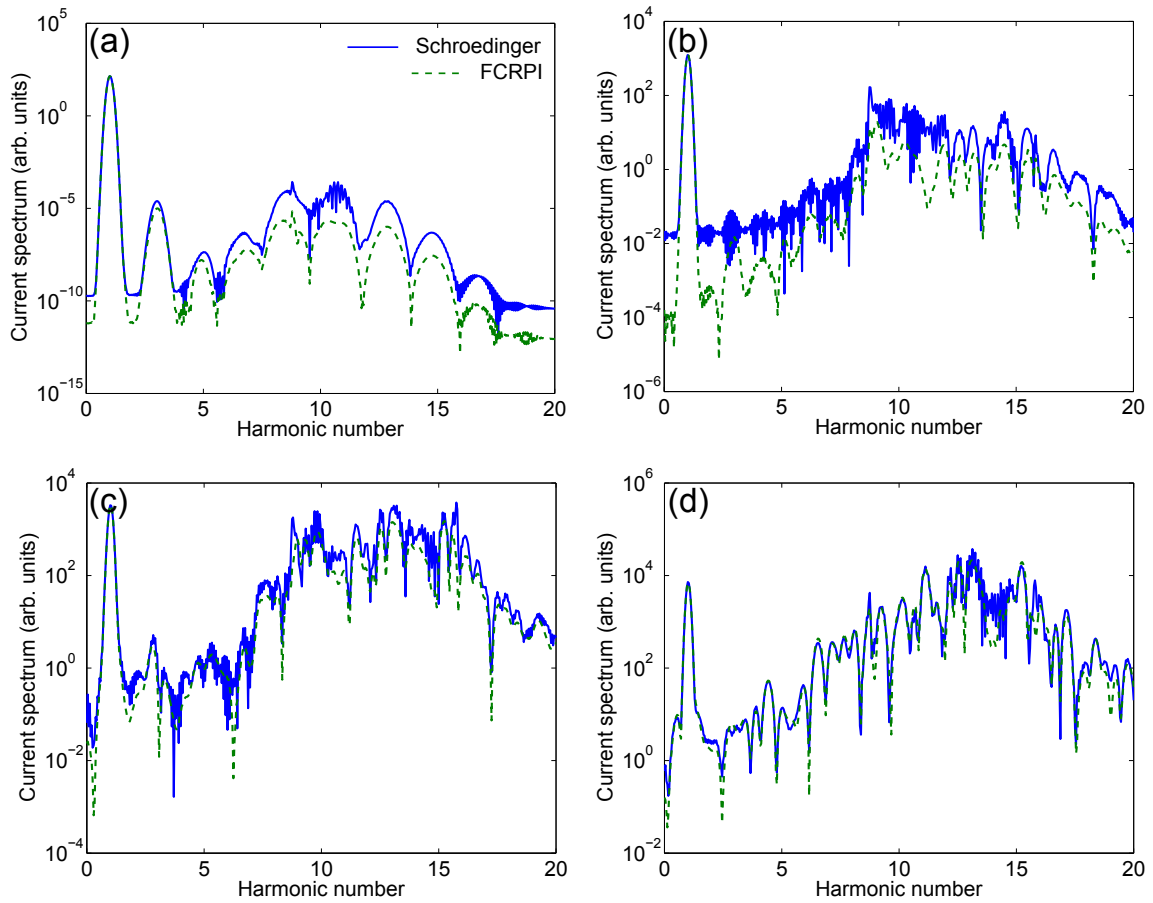 (a)
Schroedinger
FCRPI
Current spectrum (arb. units)
10^5
10^0
10^-5
10^-10
10^-15
0 5 10 15 20
Harmonic number
(b)
Current spectrum (arb. units)
10^4
10^2
10^0
10^-2
10^-4
10^-6
0 5 10 15 20
Harmonic number
(c)
Current spectrum (arb. units)
10^4
10^2
10^0
10^-2
10^-4
0 5 10 15 20
Harmonic number
(d)
Current spectrum (arb. units)
10^6
10^4
10^2
10^0
10^-2
0 5 10 15 20
Harmonic number